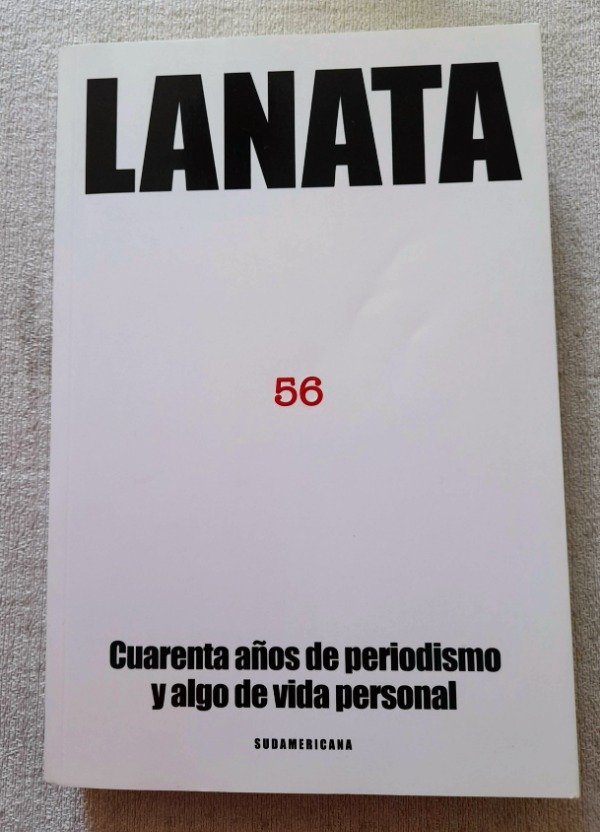 LANATA
56
Cuarenta años de periodismo
y algo de vida personal
SUDAMERICANA